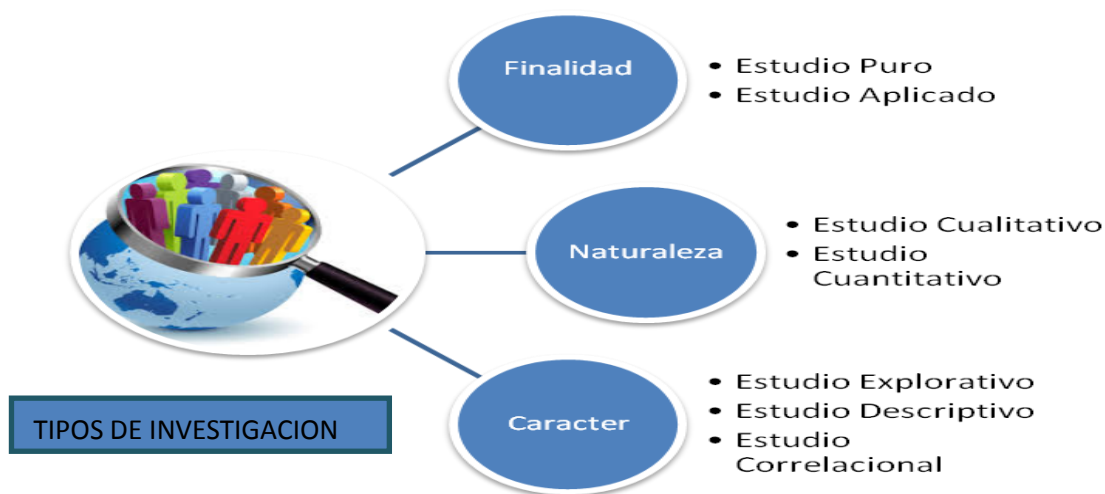 Finalidad
• Estudio Puro
• Estudio Aplicado
Naturaleza
• Estudio Cualitativo
• Estudio
Cuantitativo
Caracter
• Estudio Explorativo
• Estudio Descriptivo
• Estudio
Correlacional
TIPOS DE INVESTIGACION